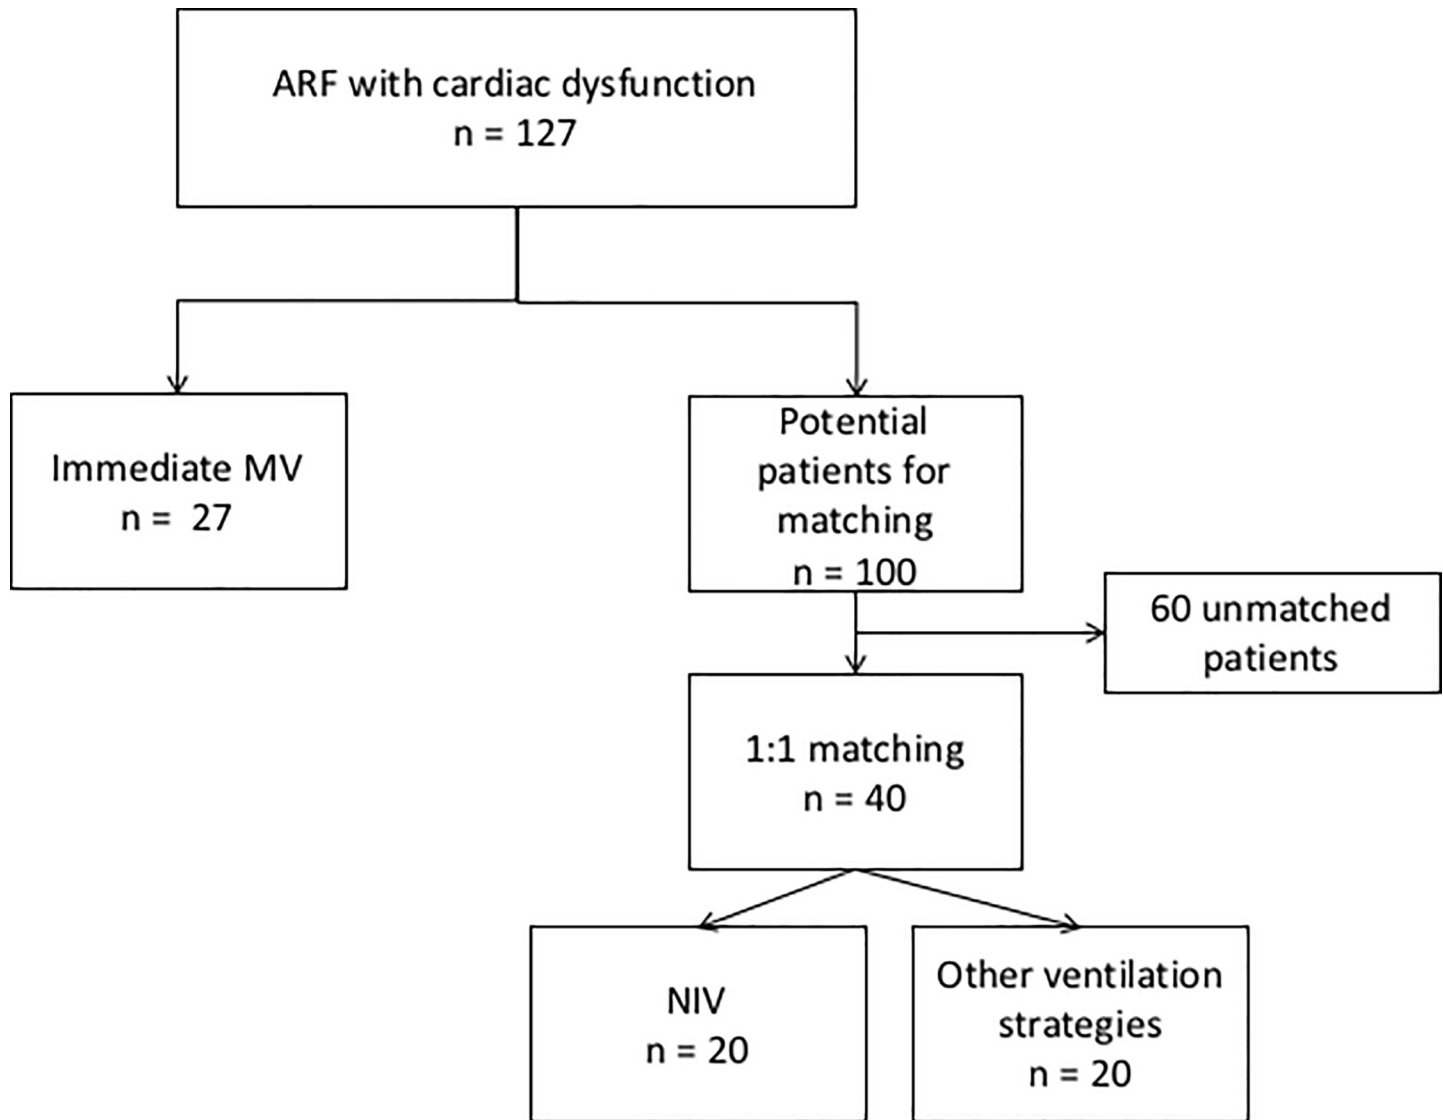 ARF with cardiac dysfunction
n = 127
Immediate MV
n =  27
Potential
patients for
matching
n = 100
60 unmatched
patients
1:1 matching
n = 40
NIV
n = 20
Other ventilation
strategies
n = 20